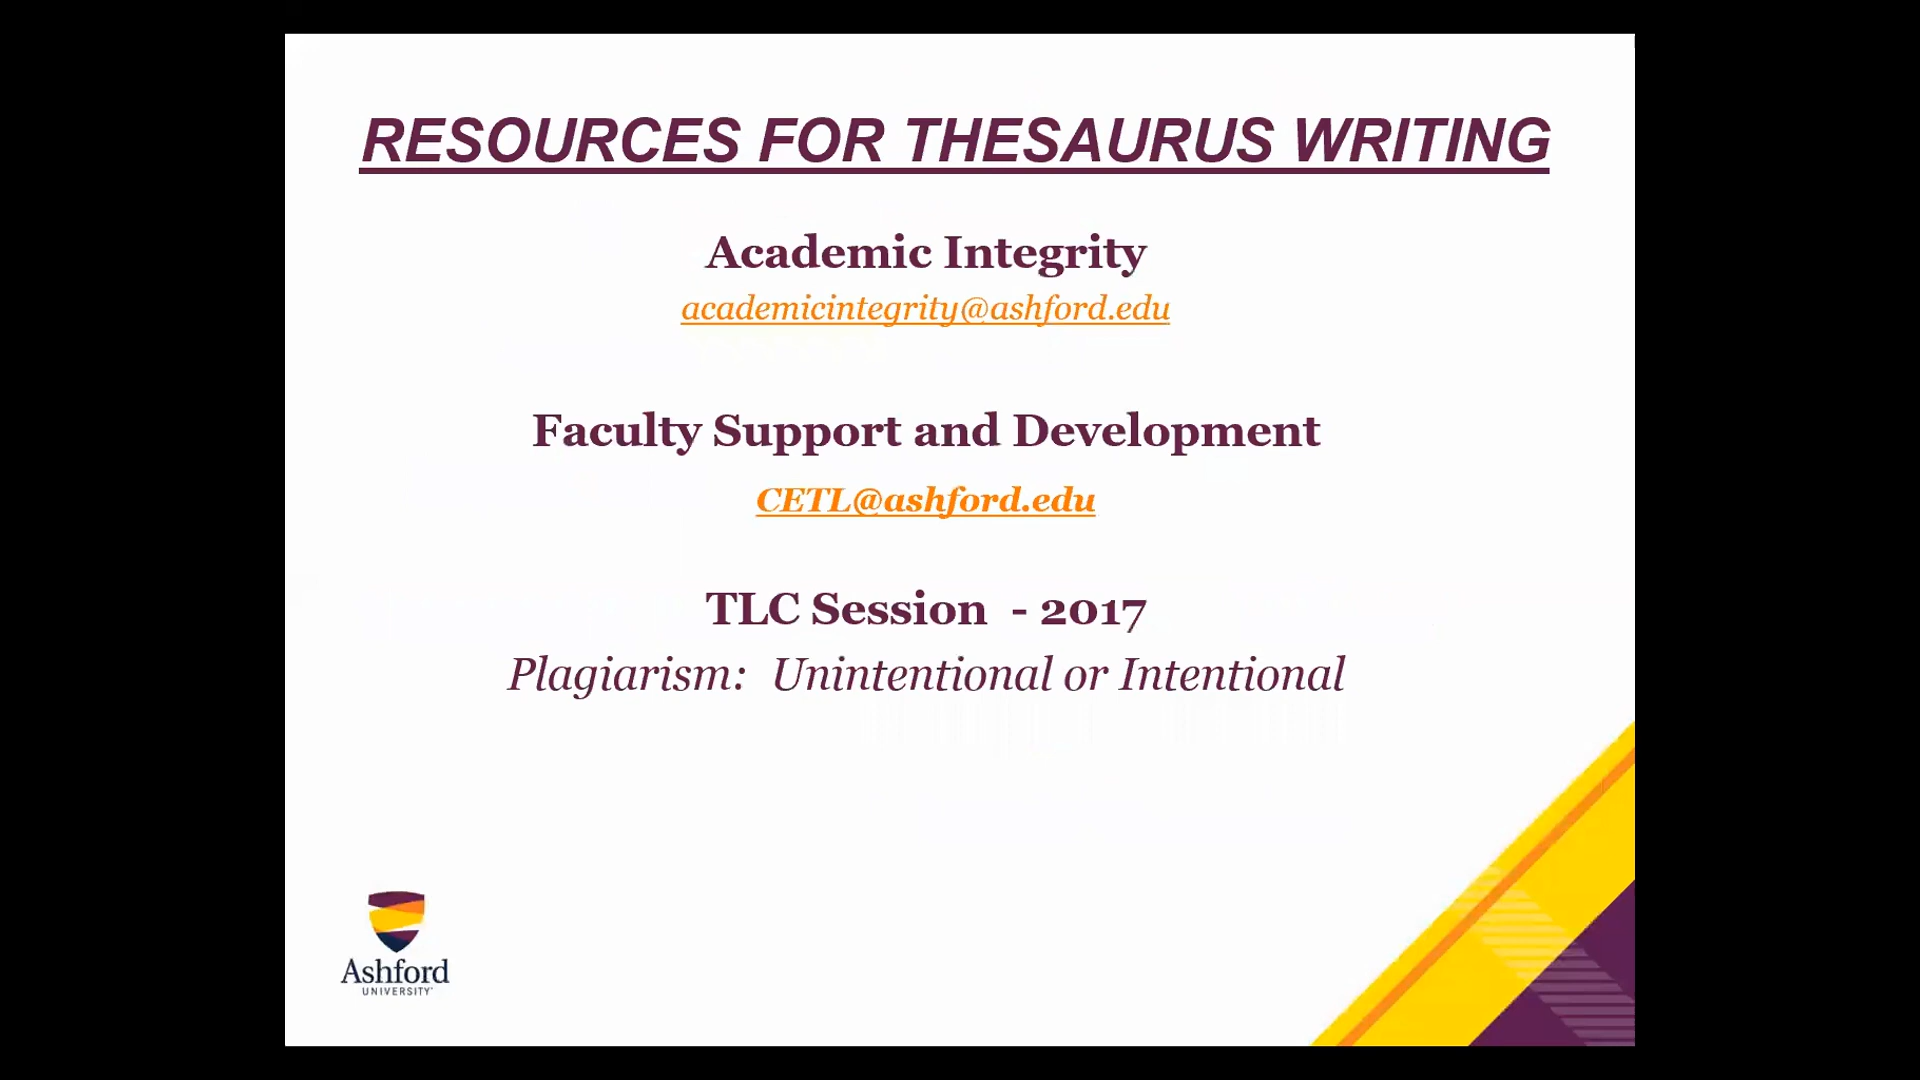 RESOURCES FOR THESAURUS WRITING
Academic Integrity
academicintegrity@ashford.edu
Faculty Support and Development
CETL@ashford.edu
TLC Session  - 2017
Plagiarism:  Unintentional or Intentional
Ashford
UNIVERSITY